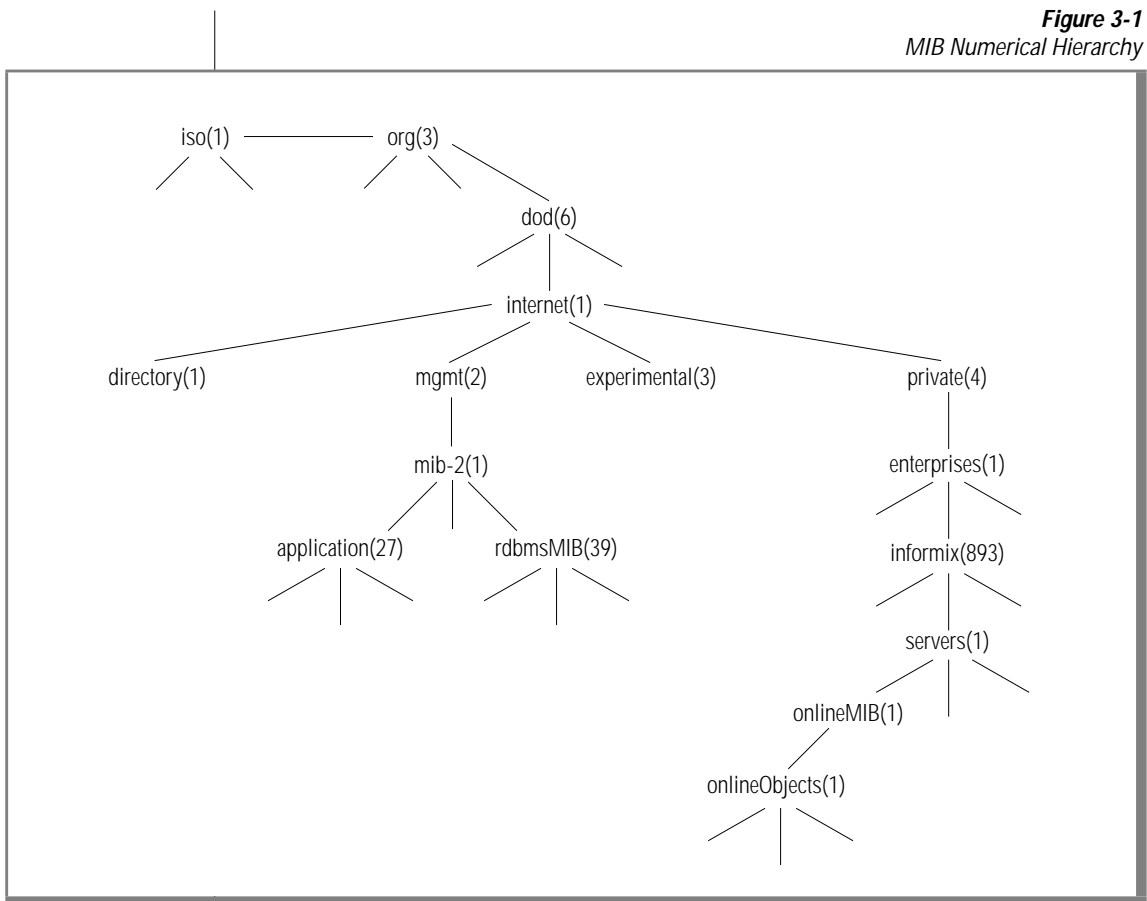 Figure 3-1
MIB Numerical Hierarchy
iso(1) org(3)
dod(6)
internet(1)
directory(1) mgmt(2) experimental(3) private(4)
mib-2(1) enterprises(1)
application(27) rdbmsMIB(39) informix(893)
servers(1)
onlineMIB(1)
onlineObjects(1)